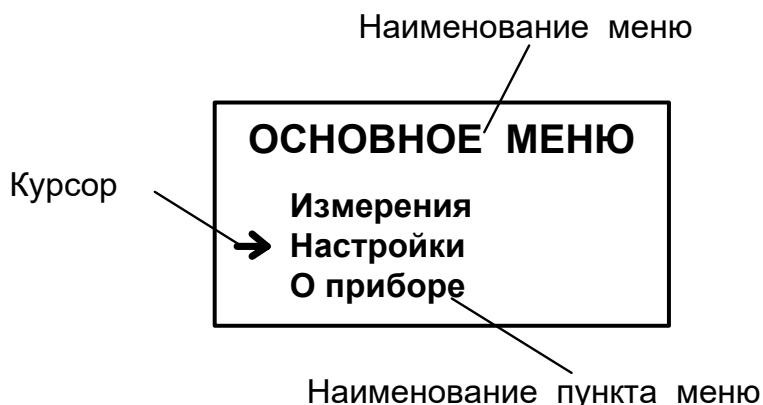 Наименование меню
ОСНОВНОЕ МЕНЮ
Курсор
Измерения
Настройки
О приборе
Наименование пункта меню